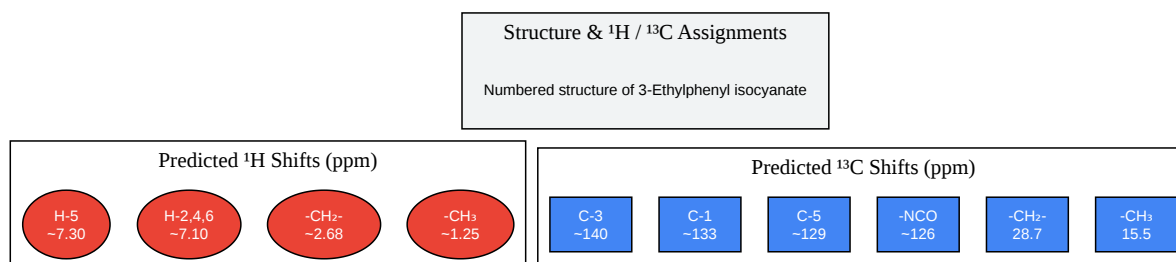 Structure & ¹H / ¹³C Assignments
Numbered structure of 3-Ethylphenyl isocyanate
Predicted ¹H Shifts (ppm)
H-5
~7.30
H-2,4,6
~7.10
-CH₂-
~2.68
-CH₃
~1.25
Predicted ¹³C Shifts (ppm)
C-3
~140
C-1
~133
C-5
~129
-NCO
~126
-CH₂-
28.7
-CH₃
15.5